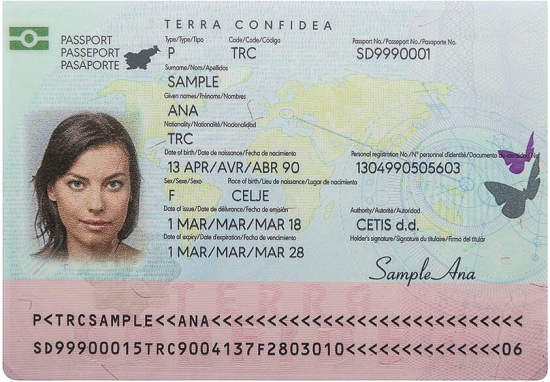 TERRA CONFIDEA
PASSPORT
PASSEPORT
PASAPORTE
Type/Type/Tipo Code/Code/Código Passport No./Passeport No./Pasaporte No.
P TRC SD9990001
Surname/Nom/Apellidos
SAMPLE
Given names/Prénoms/Nombres
ANA
Nationality/Nationalité/Nacionalidad
TRC
Date of birth/Date de naissance/Fecha de nacimiento Personal registration No./N° personnel d'identité/Documento de identidad No
13 APR/AVR/ABR 90 1304990505603
Sex/Sexe/Sexo Place of birth/Lieu de naissance/Lugar de nacimiento
F CELJE
Date of issue/Date de délivrance/Fecha de emisión Authority/Autorité/Autoridad
1 MAR/MAR/MAR 18 CETIS d.d.
Date of expiry/Date d'expiration/Fecha de vencimiento Holder's signature/Signature du titulaire/Firma del titular
1 MAR/MAR/MAR 28
Sample Ana
TERRA
P<TRCSAMPLE<<ANA<<<<<<<<<<<<<<<<<<<<<<<<<<<<
SD99900015TRC9004137F2803010<<<<<<<<<<<<<<06